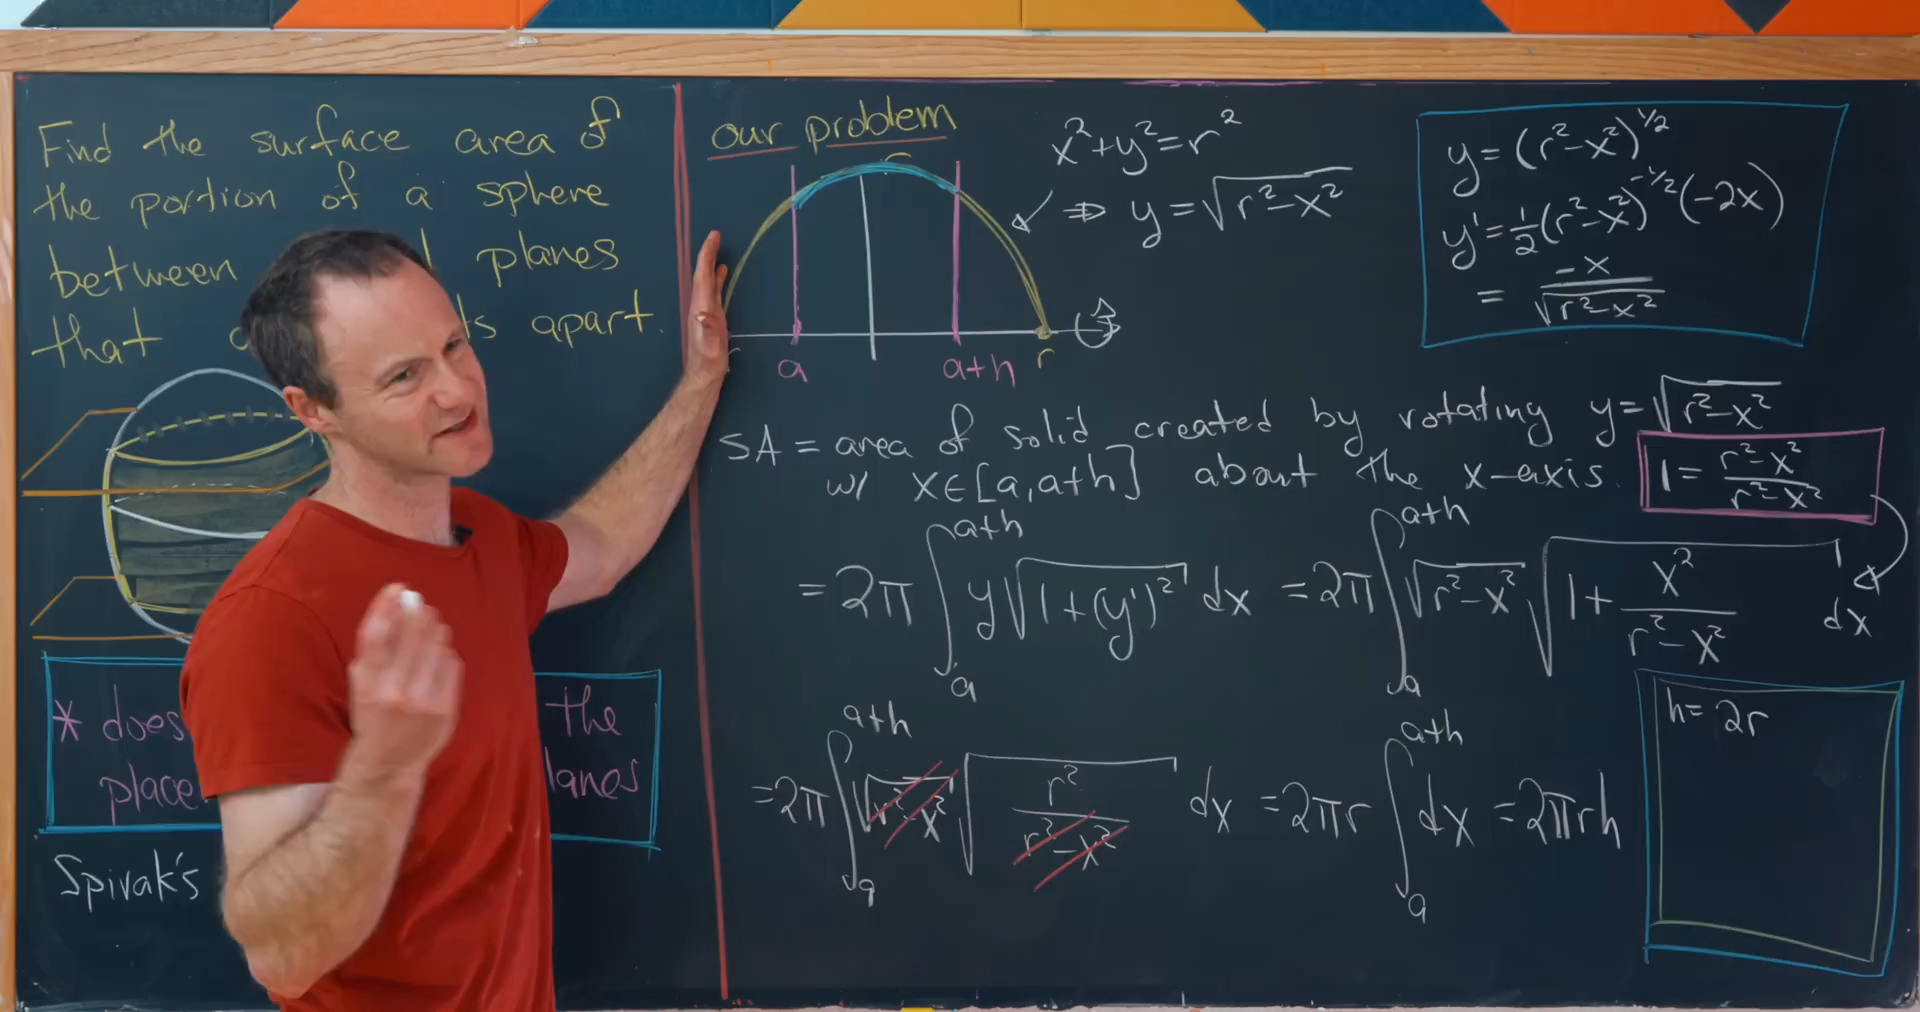 Find the surface area of
the portion of a sphere
between planes
that apart.
* does the
place
Spivak's
our problem
x²+y²=r²
⇒ y=√(r²-x²)
r
a a+h r
y=(r²-x²)^1/2
y'=1/2(r²-x²)^-1/2(-2x)
= -x/√(r²-x²)
SA = area of solid created by rotating y=√(r²-x²)
w/ x∈[a,a+h] about the x-axis.
1= (r²-x²)/(r²-x²)
=2π ∫_a^a+h y√(1+(y')²) dx =2π ∫_a^a+h √(r²-x²) √(1+ x²/(r²-x²)) dx
=2π ∫_a^a+h √(r²-x²) √(r²/(r²-x²)) dx =2πr ∫_a^a+h dx =2πrh
h= 2r